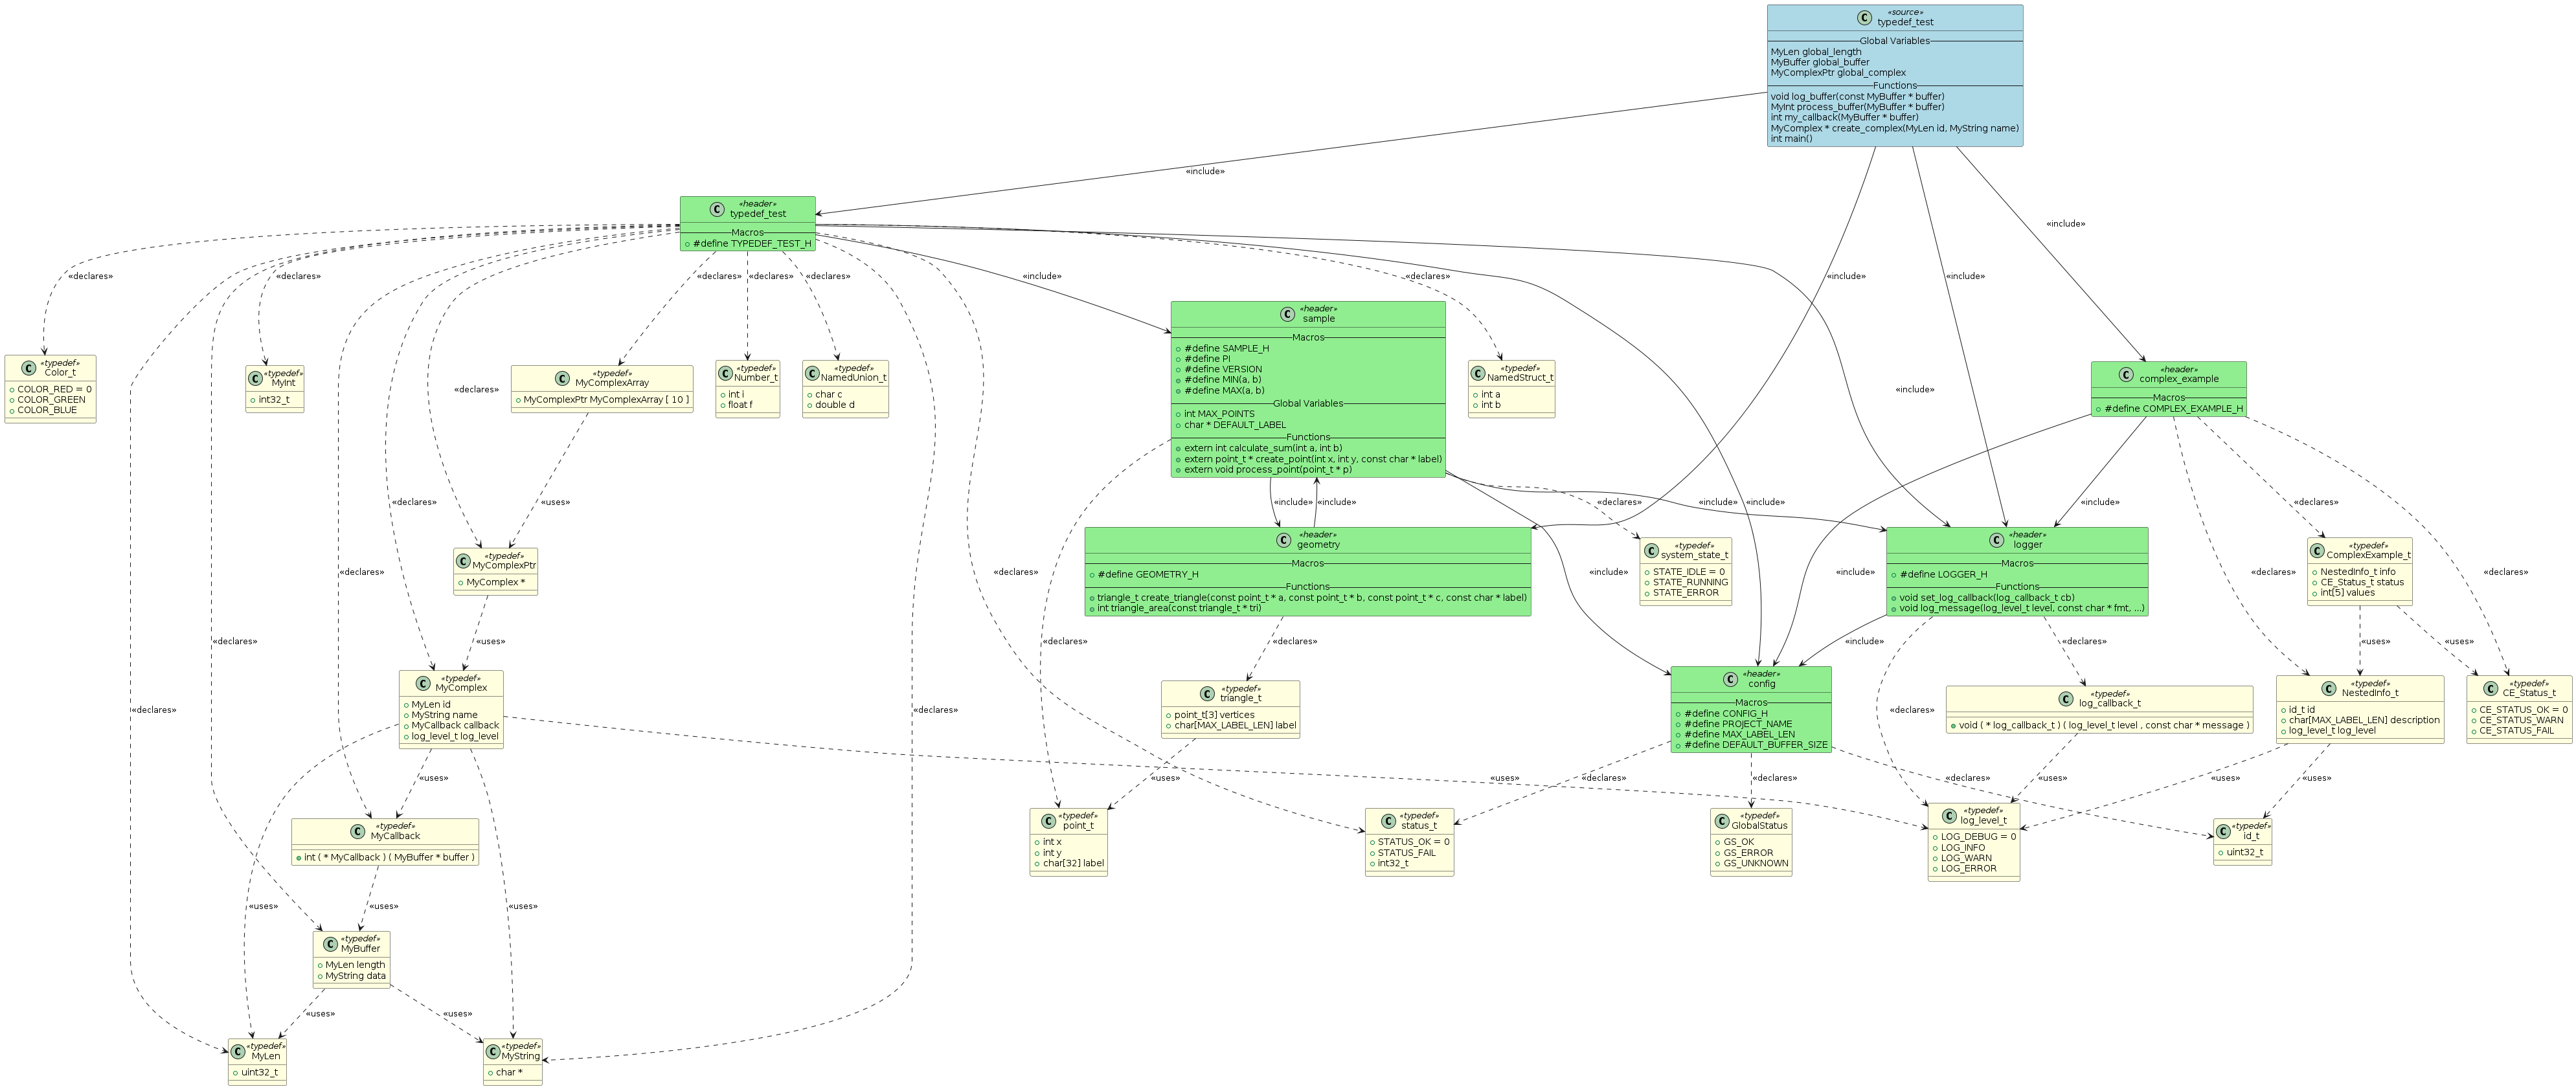 C «source»
typedef_test
Global Variables
MyLen global_length
MyBuffer global_buffer
MyComplexPtr global_complex
Functions
void log_buffer(const MyBuffer * buffer)
MyInt process_buffer(MyBuffer * buffer)
int my_callback(MyBuffer * buffer)
MyComplex * create_complex(MyLen id, MyString name)
int main()
«include»
«include»
«include»
«include»
C «header»
typedef_test
Macros
#define TYPEDEF_TEST_H
«declares»
«declares»
«declares»
«declares»
«declares»
«include»
«declares»
«declares»
«declares»
«declares»
«declares»
«declares»
«declares»
«declares»
«declares»
«include»
«include»
C «typedef»
Color_t
COLOR_RED = 0
COLOR_GREEN
COLOR_BLUE
C «typedef»
MyInt
int32_t
C «typedef»
MyComplexArray
MyComplexPtr MyComplexArray [ 10 ]
«uses»
C «typedef»
Number_t
int i
float f
C «typedef»
NamedUnion_t
char c
double d
C «header»
sample
Macros
#define SAMPLE_H
#define PI
#define VERSION
#define MIN(a, b)
#define MAX(a, b)
Global Variables
int MAX_POINTS
char * DEFAULT_LABEL
Functions
extern int calculate_sum(int a, int b)
extern point_t * create_point(int x, int y, const char * label)
extern void process_point(point_t * p)
«include»
«include»
«declares»
«include»
«include»
«declares»
C «typedef»
NamedStruct_t
int a
int b
C «header»
complex_example
Macros
#define COMPLEX_EXAMPLE_H
«include»
«include»
«declares»
«declares»
«declares»
C «typedef»
MyComplexPtr
MyComplex *
«uses»
C «header»
geometry
Macros
#define GEOMETRY_H
Functions
triangle_t create_triangle(const point_t * a, const point_t * b, const point_t * c, const char * label)
int triangle_area(const triangle_t * tri)
«declares»
C «typedef»
system_state_t
STATE_IDLE = 0
STATE_RUNNING
STATE_ERROR
C «header»
logger
Macros
#define LOGGER_H
Functions
void set_log_callback(log_callback_t cb)
void log_message(log_level_t level, const char * fmt, ...)
«include»
«declares»
«declares»
C «typedef»
ComplexExample_t
NestedInfo_t info
CE_Status_t status
int[5] values
«uses»
«uses»
C «typedef»
MyComplex
MyLen id
MyString name
MyCallback callback
log_level_t log_level
«uses»
«uses»
«uses»
«uses»
C «typedef»
triangle_t
point_t[3] vertices
char[MAX_LABEL_LEN] label
«uses»
C «header»
config
Macros
#define CONFIG_H
#define PROJECT_NAME
#define MAX_LABEL_LEN
#define DEFAULT_BUFFER_SIZE
«declares»
«declares»
«declares»
C «typedef»
log_callback_t
void ( * log_callback_t ) ( log_level_t level , const char * message )
«uses»
C «typedef»
NestedInfo_t
id_t id
char[MAX_LABEL_LEN] description
log_level_t log_level
«uses»
«uses»
C «typedef»
CE_Status_t
CE_STATUS_OK = 0
CE_STATUS_WARN
CE_STATUS_FAIL
C «typedef»
MyCallback
int ( * MyCallback ) ( MyBuffer * buffer )
«uses»
C «typedef»
point_t
int x
int y
char[32] label
C «typedef»
status_t
STATUS_OK = 0
STATUS_FAIL
int32_t
C «typedef»
GlobalStatus
GS_OK
GS_ERROR
GS_UNKNOWN
C «typedef»
log_level_t
LOG_DEBUG = 0
LOG_INFO
LOG_WARN
LOG_ERROR
C «typedef»
id_t
uint32_t
C «typedef»
MyBuffer
MyLen length
MyString data
«uses»
«uses»
C «typedef»
MyLen
uint32_t
C «typedef»
MyString
char *